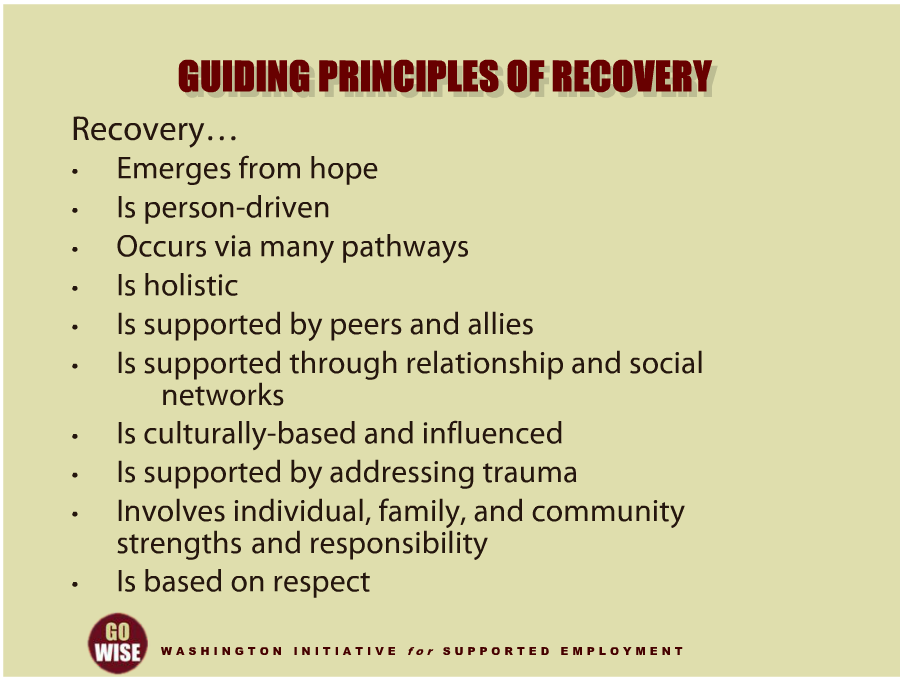 GUIDING PRINCIPLES OF RECOVERY
Recovery…
• Emerges from hope
• Is person-driven
• Occurs via many pathways
• Is holistic
• Is supported by peers and allies
• Is supported through relationship and social
networks
• Is culturally-based and influenced
• Is supported by addressing trauma
• Involves individual, family, and community
strengths and responsibility
• Is based on respect
GO
WISE
WASHINGTON INITIATIVE for SUPPORTED EMPLOYMENT